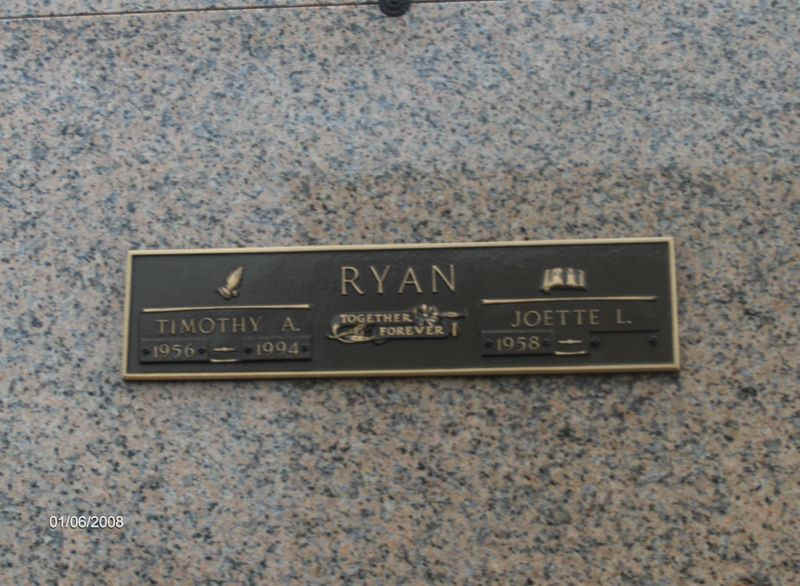 RYAN
TIMOTHY A.
1956 1994
TOGETHER
FOREVER
JOETTE L.
1958
01/06/2008